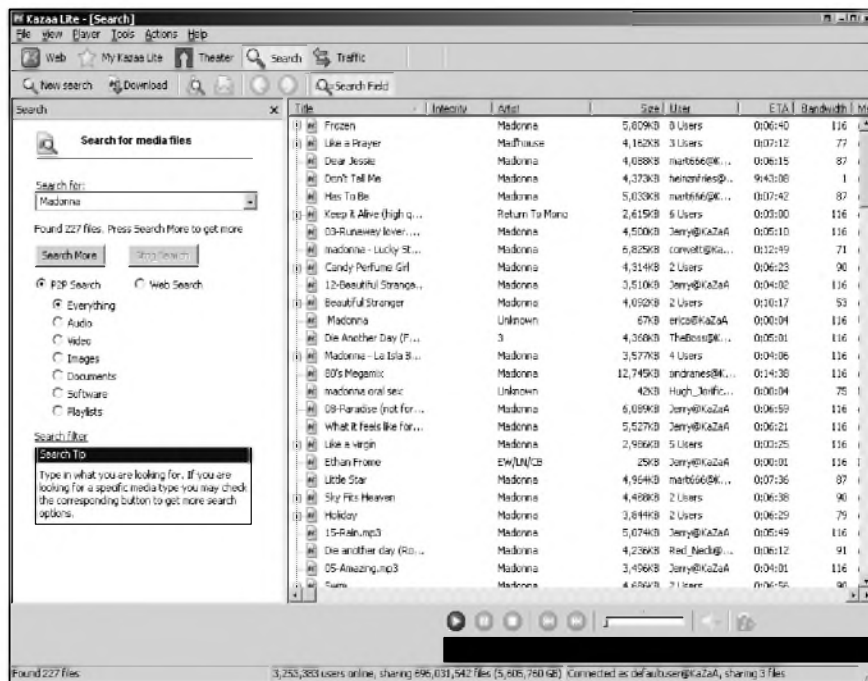 Kazaa Lite - [Search]
File View Player Tools Actions Help
Web My Kazaa Lite Theater Search Traffic
New search Download Search Field
Search x
Search for media files
Search for:
Madonna
Found 227 files. Press Search More to get more
Search More Stop Search
P2P Search Web Search
Everything
Audio
Video
Images
Documents
Software
Playlists
Search filter
Search Tip
Type in what you are looking for. If you are
looking for a specific media type you may check
the corresponding button to get more search
options.
Title Integrity Artist Size User ETA Bandwidth
Frozen Madonna 5,809KB 8 Users 0:06:40 116
Like a Prayer Madhouse 4,162KB 3 Users 0:07:12 77
Dear Jessie Madonna 4,088KB mart666@K... 0:06:15 87
Don't Tell Me Madonna 4,373KB 9:43:08 1
Has To Be Madonna 5,033KB mart666@K... 0:07:42 87
Keep it Alive (high q... Return To Mono 2,615KB 6 Users 0:03:00 116
03-Runaway lover.... Madonna 4,500KB Jerry@KaZaA 0:05:10 116
madonna - Lucky St... Madonna 6,825KB corvett@Ka... 0:12:49 71
Candy Perfume Girl Madonna 4,314KB 2 Users 0:06:23 90
12-Beautiful Strange... Madonna 3,510KB Jerry@KaZaA 0:04:02 116
Beautiful Stranger Madonna 4,092KB 2 Users 0:10:17 53
Madonna Unknown 67KB erica@KaZaA 0:00:04 116
Die Another Day (F... 3 4,368KB TheBoss@K... 0:05:01 116
Madonna - La Isla B... Madonna 3,577KB 4 Users 0:04:06 116
80's Megamix Madonna 12,745KB andranes@K... 0:14:38 116
madonna oral sex Unknown 42KB 0:00:04 75
08-Paradise (not for... Madonna 6,089KB Jerry@KaZaA 0:06:59 116
What it feels like for... Madonna 5,527KB Jerry@KaZaA 0:06:21 116
Like a virgin Madonna 2,986KB 5 Users 0:03:25 116
Ethan Frome EW/LN/CB 25KB Jerry@KaZaA 0:00:01 116
Little Star Madonna 4,964KB mart666@K... 0:07:36 87
Sky Fits Heaven Madonna 4,488KB 2 Users 0:06:38 90
Holiday Madonna 3,844KB 2 Users 0:06:29 79
15-Rain.mp3 Madonna 5,074KB Jerry@KaZaA 0:05:49 116
Die another day (Ro... Madonna 4,236KB Red_Neck@... 0:06:12 91
05-Amazing.mp3 Madonna 3,496KB Jerry@KaZaA 0:04:01 116
Swim Madonna 4,686KB 2 Users 0:06:56 90
Found 227 files 3,253,383 users online, sharing 696,031,542 files (5,606,760 GB) Connected as defaultuser@KaZaA, sharing 3 files